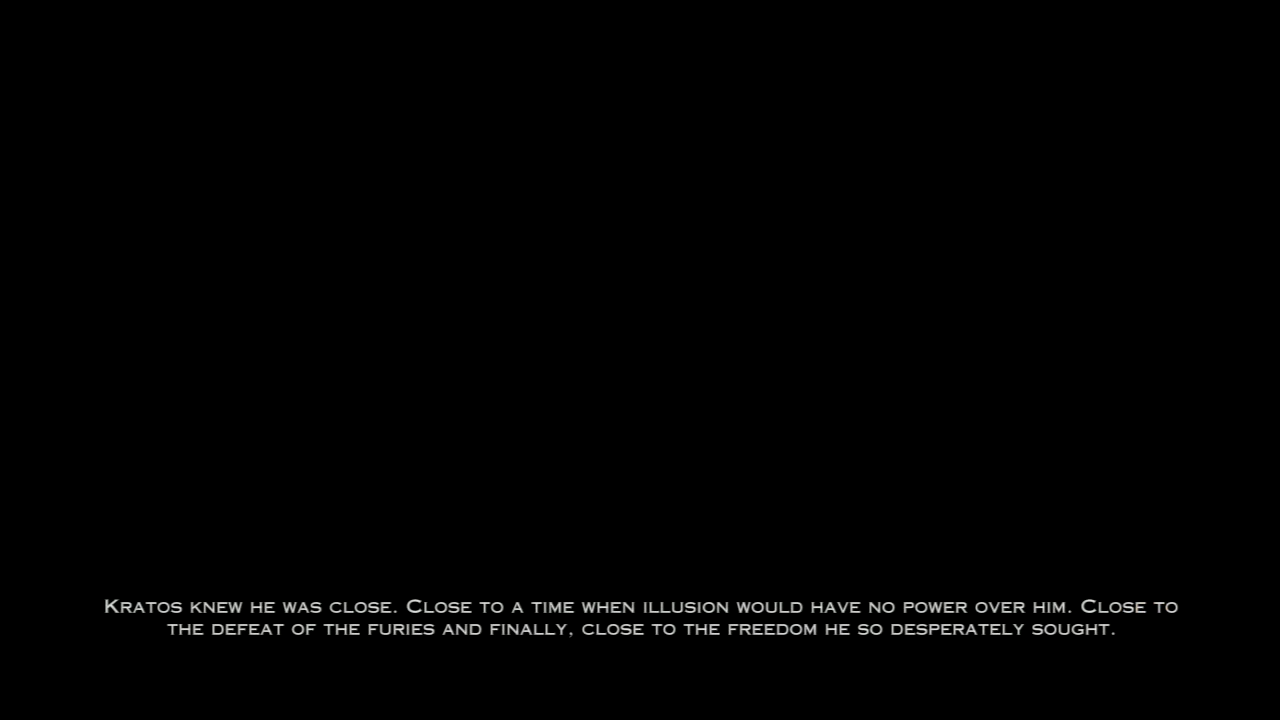 Kratos knew he was close. Close to a time when illusion would have no power over him. Close to
the defeat of the furies and finally, close to the freedom he so desperately sought.